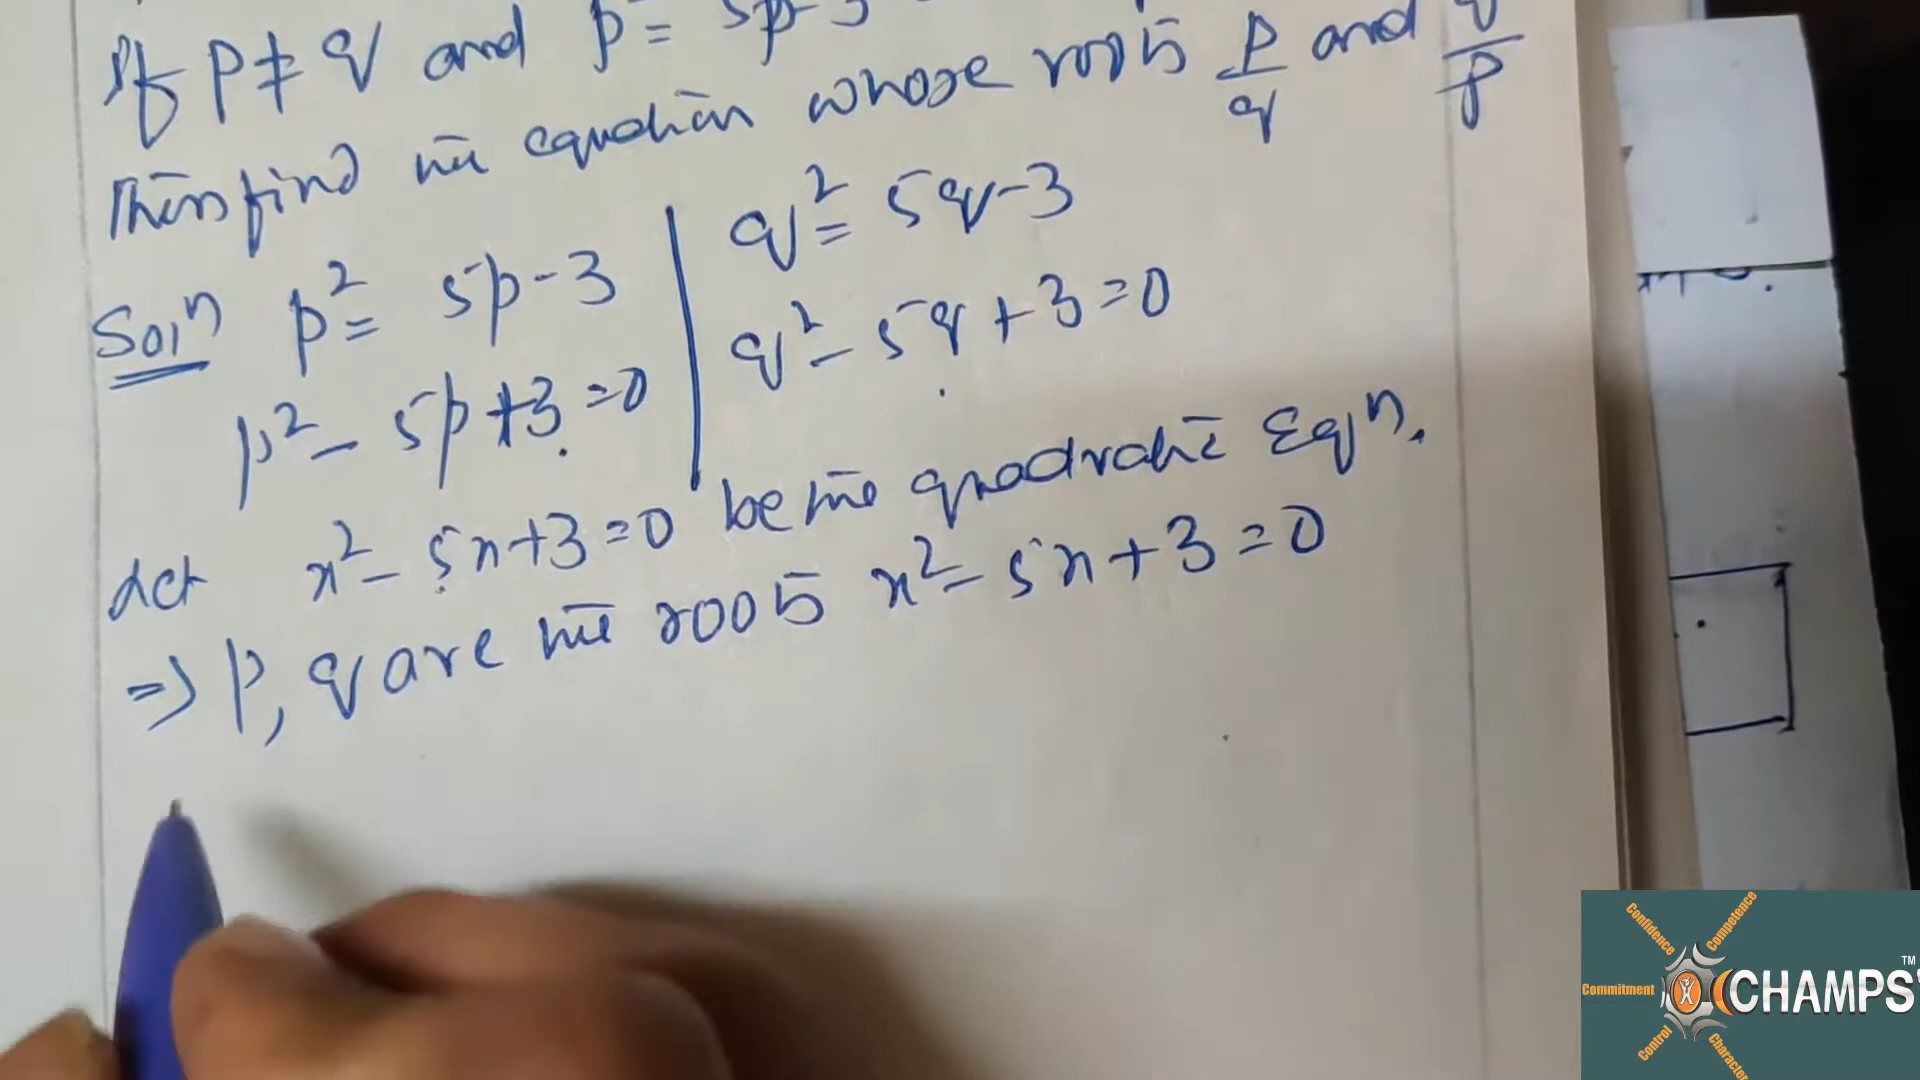 If p ≠ q and p² = 5p-3
Then find the equation whose roots p/q and q/p
Solⁿ p² = 5p-3
q² = 5q-3
p² - 5p+3 =0
q² - 5q + 3 =0
Let x² - 5x+3 =0 be the quadratic Eqⁿ.
⇒ P, q are the roots x² - 5x + 3 =0
Confidence
Competence
Commitment
CHAMPS
TM
Control
Character